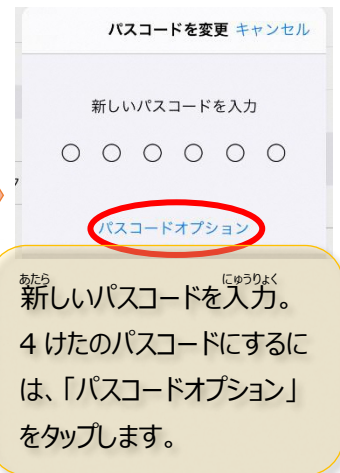 パスコードを変更 キャンセル
新しいパスコードを入力
パスコードオプション
あたら にゅうりょく
新しいパスコードを入力。
4 けたのパスコードにするに
は、「パスコードオプション」
をタップします。